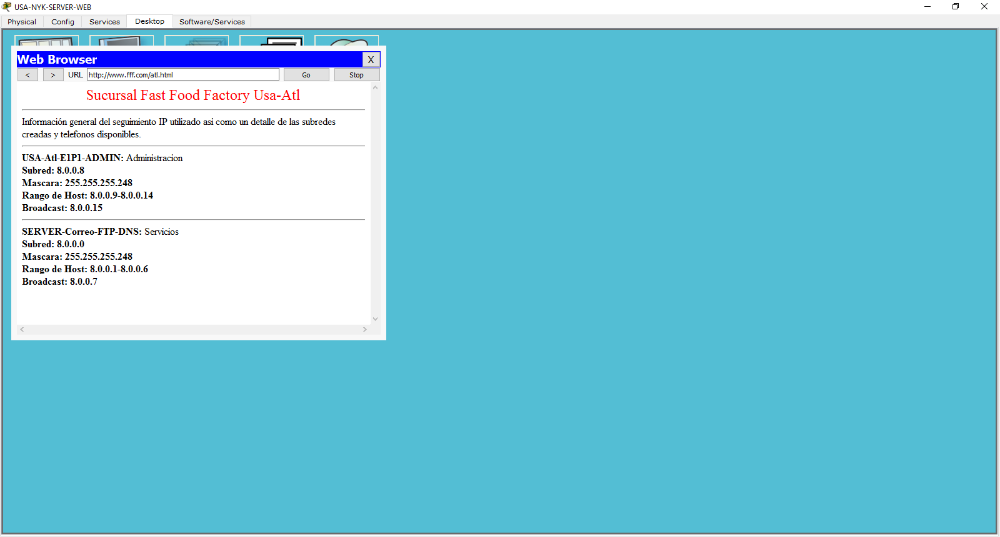 USA-NYK-SERVER-WEB
Physical Config Services Desktop Software/Services
Web Browser X
< > URL http://www.fff.com/atl.html Go Stop
Sucursal Fast Food Factory Usa-Atl
Información general del seguimiento IP utilizado asi como un detalle de las subredes
creadas y telefonos disponibles.
USA-Atl-E1P1-ADMIN: Administracion
Subred: 8.0.0.8
Mascara: 255.255.255.248
Rango de Host: 8.0.0.9-8.0.0.14
Broadcast: 8.0.0.15
SERVER-Correo-FTP-DNS: Servicios
Subred: 8.0.0.0
Mascara: 255.255.255.248
Rango de Host: 8.0.0.1-8.0.0.6
Broadcast: 8.0.0.7